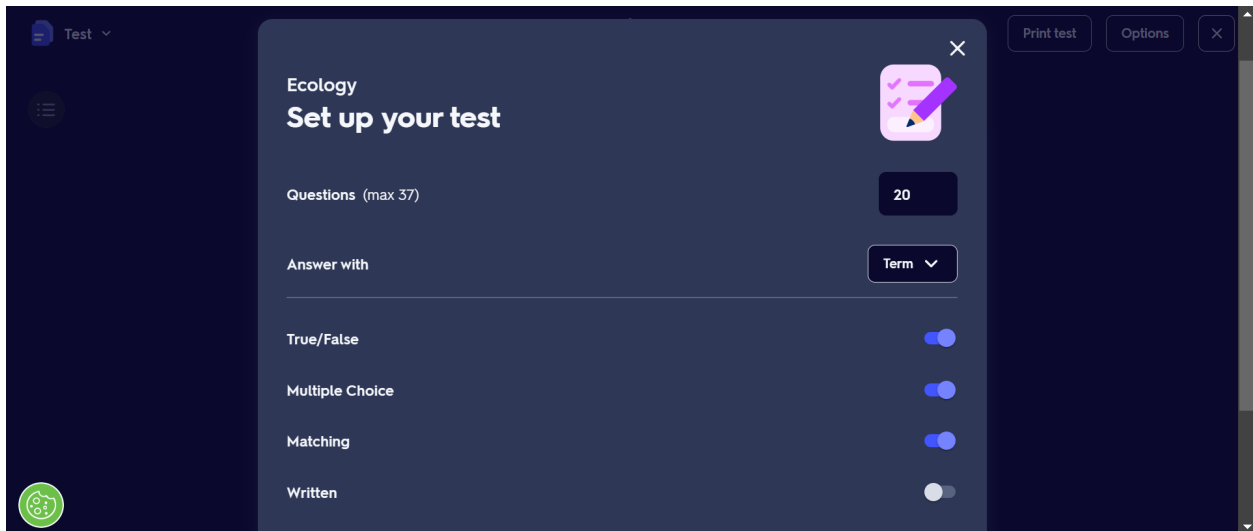 Test
Print test
Options
Ecology
Set up your test
Questions (max 37)
20
Answer with
Term
True/False
Multiple Choice
Matching
Written